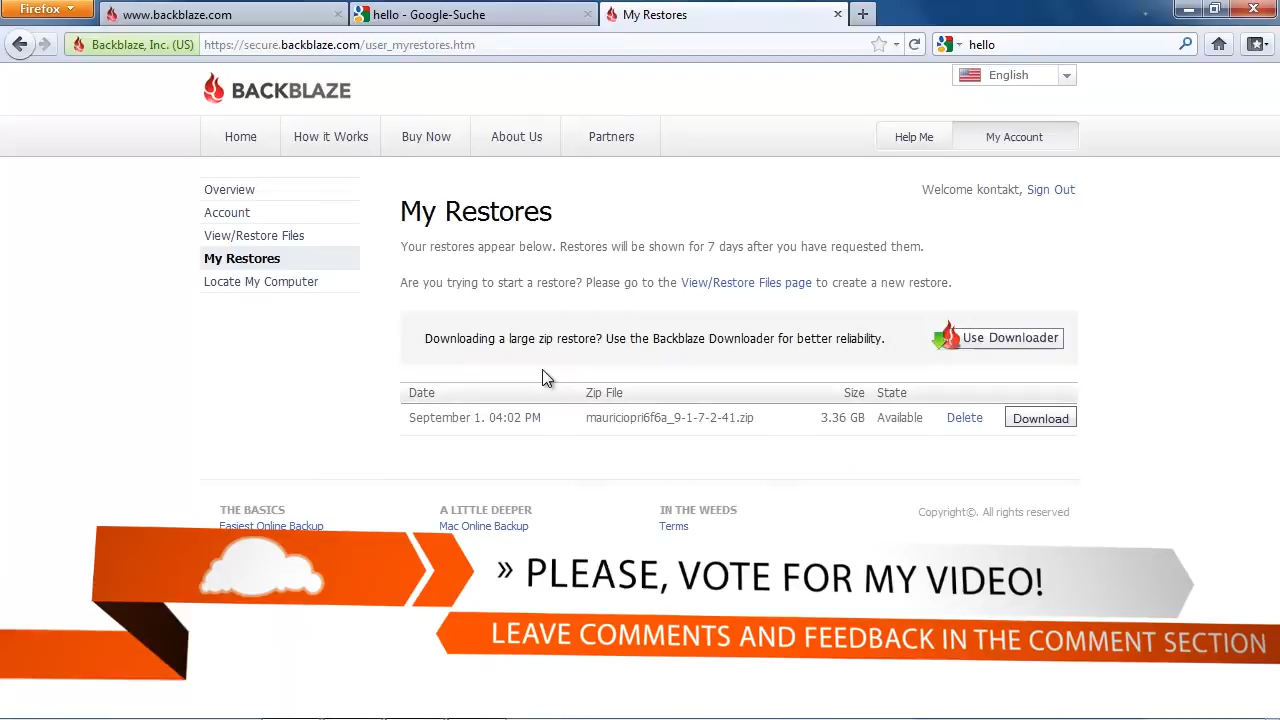 Firefox
www.backblaze.com
hello - Google-Suche
My Restores
Backblaze, Inc. (US)
https://secure.backblaze.com/user_myrestores.htm
hello
BACKBLAZE
English
Home
How it Works
Buy Now
About Us
Partners
Help Me
My Account
Overview
Account
View/Restore Files
My Restores
Locate My Computer
Welcome kontakt, Sign Out
My Restores
Your restores appear below. Restores will be shown for 7 days after you have requested them.
Are you trying to start a restore? Please go to the View/Restore Files page to create a new restore.
Downloading a large zip restore? Use the Backblaze Downloader for better reliability.
Use Downloader
Date Zip File Size State
September 1. 04:02 PM mauriciopri6f6a_9-1-7-2-41.zip 3.36 GB Available Delete Download
THE BASICS
Easiest Online Backup
A LITTLE DEEPER
Mac Online Backup
IN THE WEEDS
Terms
Copyright©. All rights reserved
» PLEASE, VOTE FOR MY VIDEO!
LEAVE COMMENTS AND FEEDBACK IN THE COMMENT SECTION